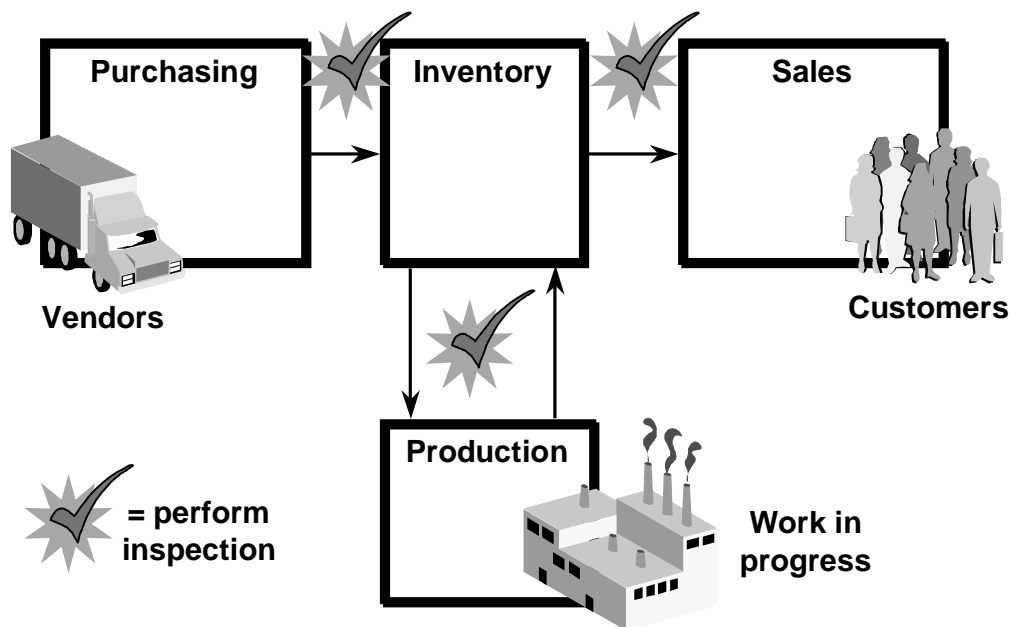 Purchasing
Inventory
Sales
Vendors
Customers
Production
= perform
inspection
Work in
progress